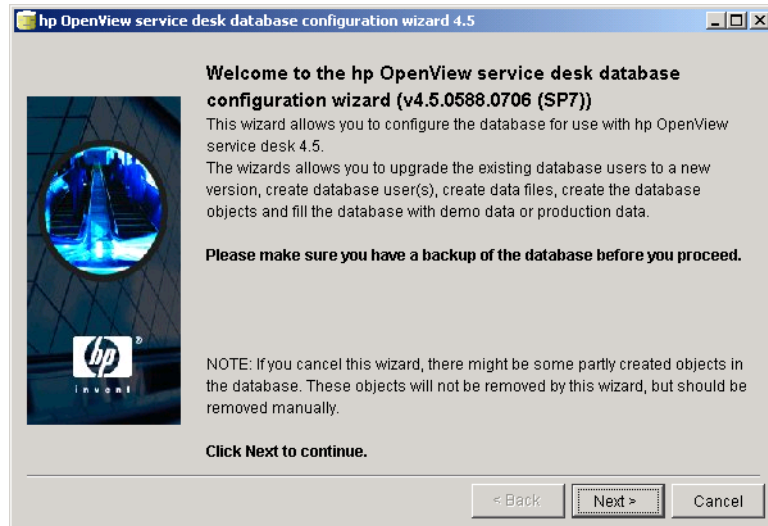 hp OpenView service desk database configuration wizard 4.5
Welcome to the hp OpenView service desk database
configuration wizard (v4.5.0588.0706 (SP7))
This wizard allows you to configure the database for use with hp OpenView
service desk 4.5.
The wizards allows you to upgrade the existing database users to a new
version, create database user(s), create data files, create the database
objects and fill the database with demo data or production data.
Please make sure you have a backup of the database before you proceed.
hp
invent
NOTE: If you cancel this wizard, there might be some partly created objects in
the database. These objects will not be removed by this wizard, but should be
removed manually.
Click Next to continue.
< Back
Next >
Cancel